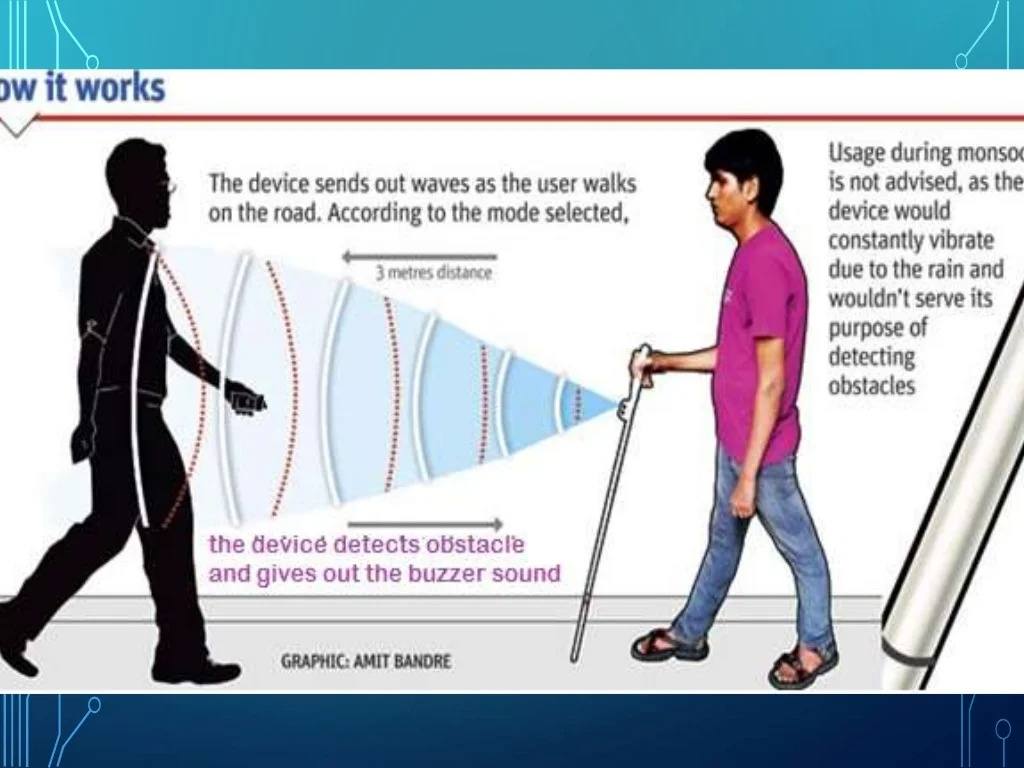 ow it works
The device sends out waves as the user walks
on the road. According to the mode selected,
3 metres distance
the device detects obstacle
and gives out the buzzer sound
GRAPHIC: AMIT BANDRE
Usage during monsoo
is not advised, as the
device would
constantly vibrate
due to the rain and
wouldn't serve its
purpose of
detecting
obstacles